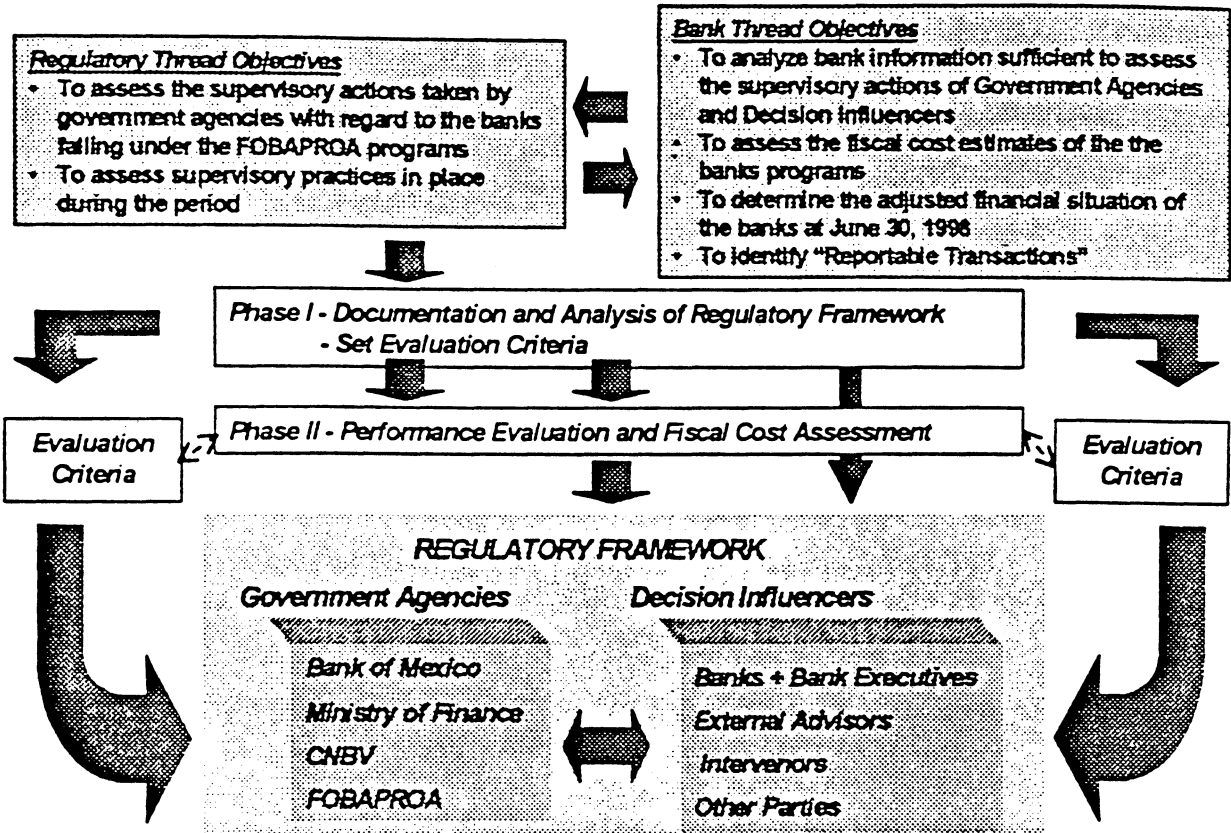 Regulatory Thread Objectives
• To assess the supervisory actions taken by
government agencies with regard to the banks
falling under the FOBAPROA programs
• To assess supervisory practices in place
during the period
Bank Thread Objectives
• To analyze bank information sufficient to assess
the supervisory actions of Government Agencies
and Decision Influencers
• To assess the fiscal cost estimates of the the
banks programs
• To determine the adjusted financial situation of
the banks at June 30, 1998
• To identify “Reportable Transactions”
Phase I - Documentation and Analysis of Regulatory Framework
- Set Evaluation Criteria
Phase II - Performance Evaluation and Fiscal Cost Assessment
Evaluation
Criteria
Evaluation
Criteria
REGULATORY FRAMEWORK
Government Agencies
Bank of Mexico
Ministry of Finance
CNBV
FOBAPROA
Decision Influencers
Banks + Bank Executives
External Advisors
Intervenors
Other Parties